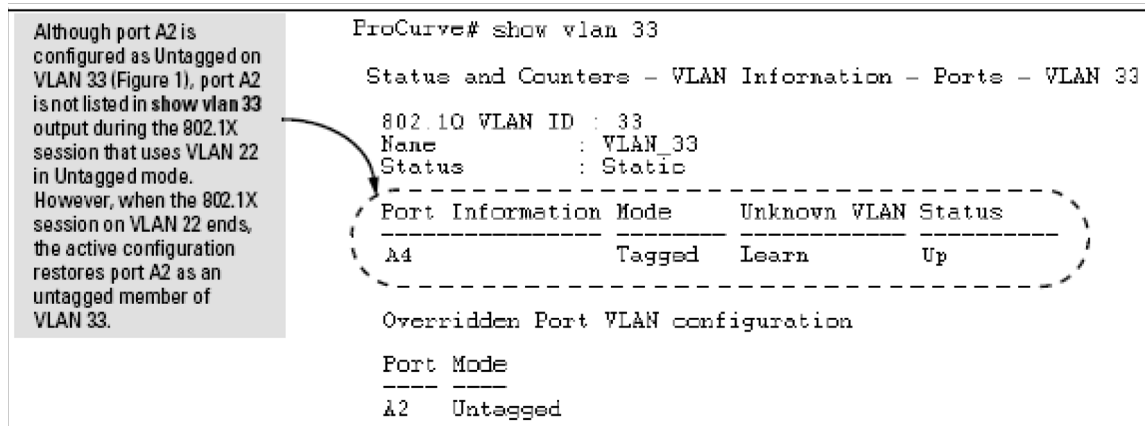 Although port A2 is
configured as Untagged on
VLAN 33 (Figure 1), port A2
is not listed in show vlan 33
output during the 802.1X
session that uses VLAN 22
in Untagged mode.
However, when the 802.1X
session on VLAN 22 ends,
the active configuration
restores port A2 as an
untagged member of
VLAN 33.
ProCurve# show vlan 33
Status and Counters - VLAN Information - Ports - VLAN 33
802.1Q VLAN ID : 33
Name : VLAN_33
Status : Static
Port Information Mode Unknown VLAN Status
A4 Tagged Learn Up
Overridden Port VLAN configuration
Port Mode
A2 Untagged